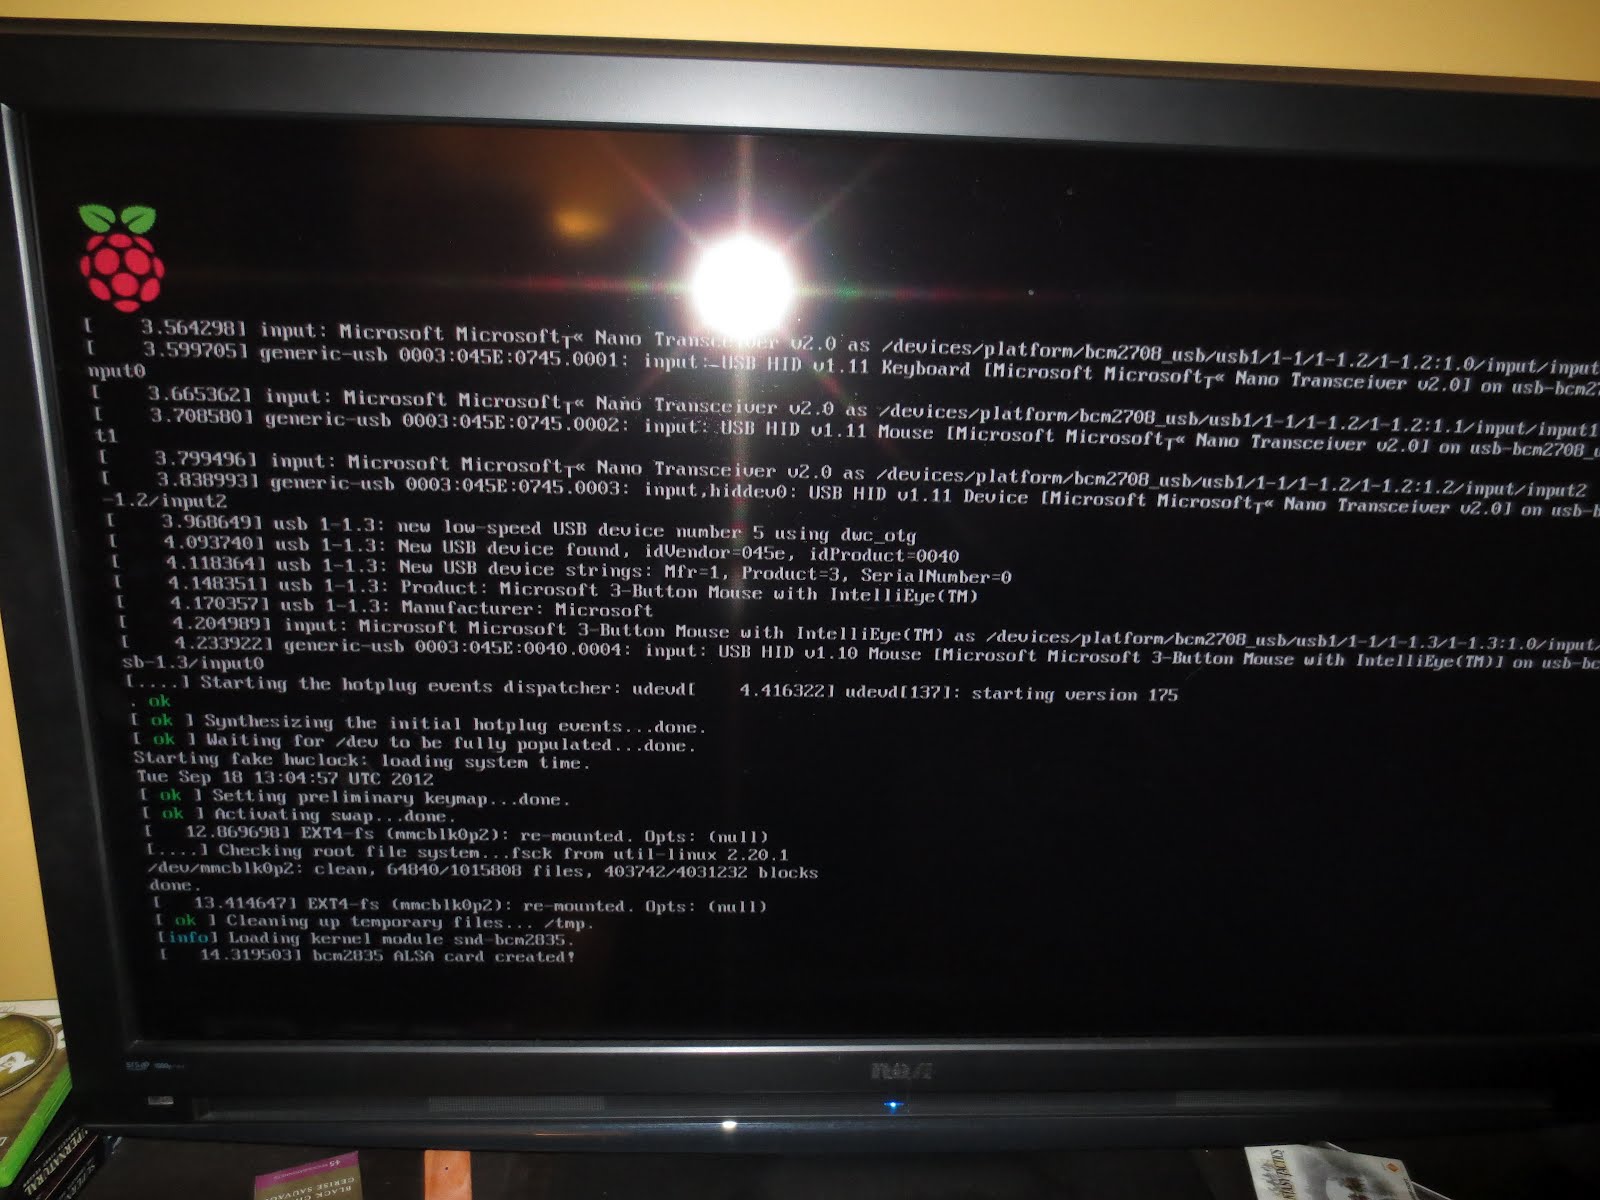 [    3.564298] input: Microsoft Microsoft┬« Nano Transceiver v2.0 as /devices/platform/bcm2708_usb/usb1/1-1/1-1.2/1-1.2:1.0/input/input
[    3.599705] generic-usb 0003:045E:0745.0001: input: USB HID v1.11 Keyboard [Microsoft Microsoft┬« Nano Transceiver v2.0] on usb-bcm2
nput0
[    3.665362] input: Microsoft Microsoft┬« Nano Transceiver v2.0 as /devices/platform/bcm2708_usb/usb1/1-1/1-1.2/1-1.2:1.1/input/input1
[    3.708580] generic-usb 0003:045E:0745.0002: input: USB HID v1.11 Mouse [Microsoft Microsoft┬« Nano Transceiver v2.0] on usb-bcm2708_
t1
[    3.799496] input: Microsoft Microsoft┬« Nano Transceiver v2.0 as /devices/platform/bcm2708_usb/usb1/1-1/1-1.2/1-1.2:1.2/input/input2
[    3.838993] generic-usb 0003:045E:0745.0003: input,hiddev0: USB HID v1.11 Device [Microsoft Microsoft┬« Nano Transceiver v2.0] on usb-b
-1.2/input2
[    3.968649] usb 1-1.3: new low-speed USB device number 5 using dwc_otg
[    4.093740] usb 1-1.3: New USB device found, idVendor=045e, idProduct=0040
[    4.118364] usb 1-1.3: New USB device strings: Mfr=1, Product=3, SerialNumber=0
[    4.148351] usb 1-1.3: Product: Microsoft 3-Button Mouse with IntelliEye(TM)
[    4.170357] usb 1-1.3: Manufacturer: Microsoft
[    4.204989] input: Microsoft Microsoft 3-Button Mouse with IntelliEye(TM) as /devices/platform/bcm2708_usb/usb1/1-1/1-1.3/1-1.3:1.0/input/
[    4.233922] generic-usb 0003:045E:0040.0004: input: USB HID v1.10 Mouse [Microsoft Microsoft 3-Button Mouse with IntelliEye(TM)] on usb-bc
sb-1.3/input0
[....] Starting the hotplug events dispatcher: udevd[    4.416322] udevd[137]: starting version 175
. ok
[ ok ] Synthesizing the initial hotplug events...done.
[ ok ] Waiting for /dev to be fully populated...done.
Starting fake hwclock: loading system time.
Tue Sep 18 13:04:57 UTC 2012
[ ok ] Setting preliminary keymap...done.
[ ok ] Activating swap...done.
[   12.869698] EXT4-fs (mmcblk0p2): re-mounted. Opts: (null)
[....] Checking root file system...fsck from util-linux 2.20.1
/dev/mmcblk0p2: clean, 64840/1015808 files, 403742/4031232 blocks
done.
[   13.414647] EXT4-fs (mmcblk0p2): re-mounted. Opts: (null)
[ ok ] Cleaning up temporary files... /tmp.
[info] Loading kernel module snd-bcm2835.
[   14.319503] bcm2835 ALSA card created!
RCA
CERISE SAUVAG